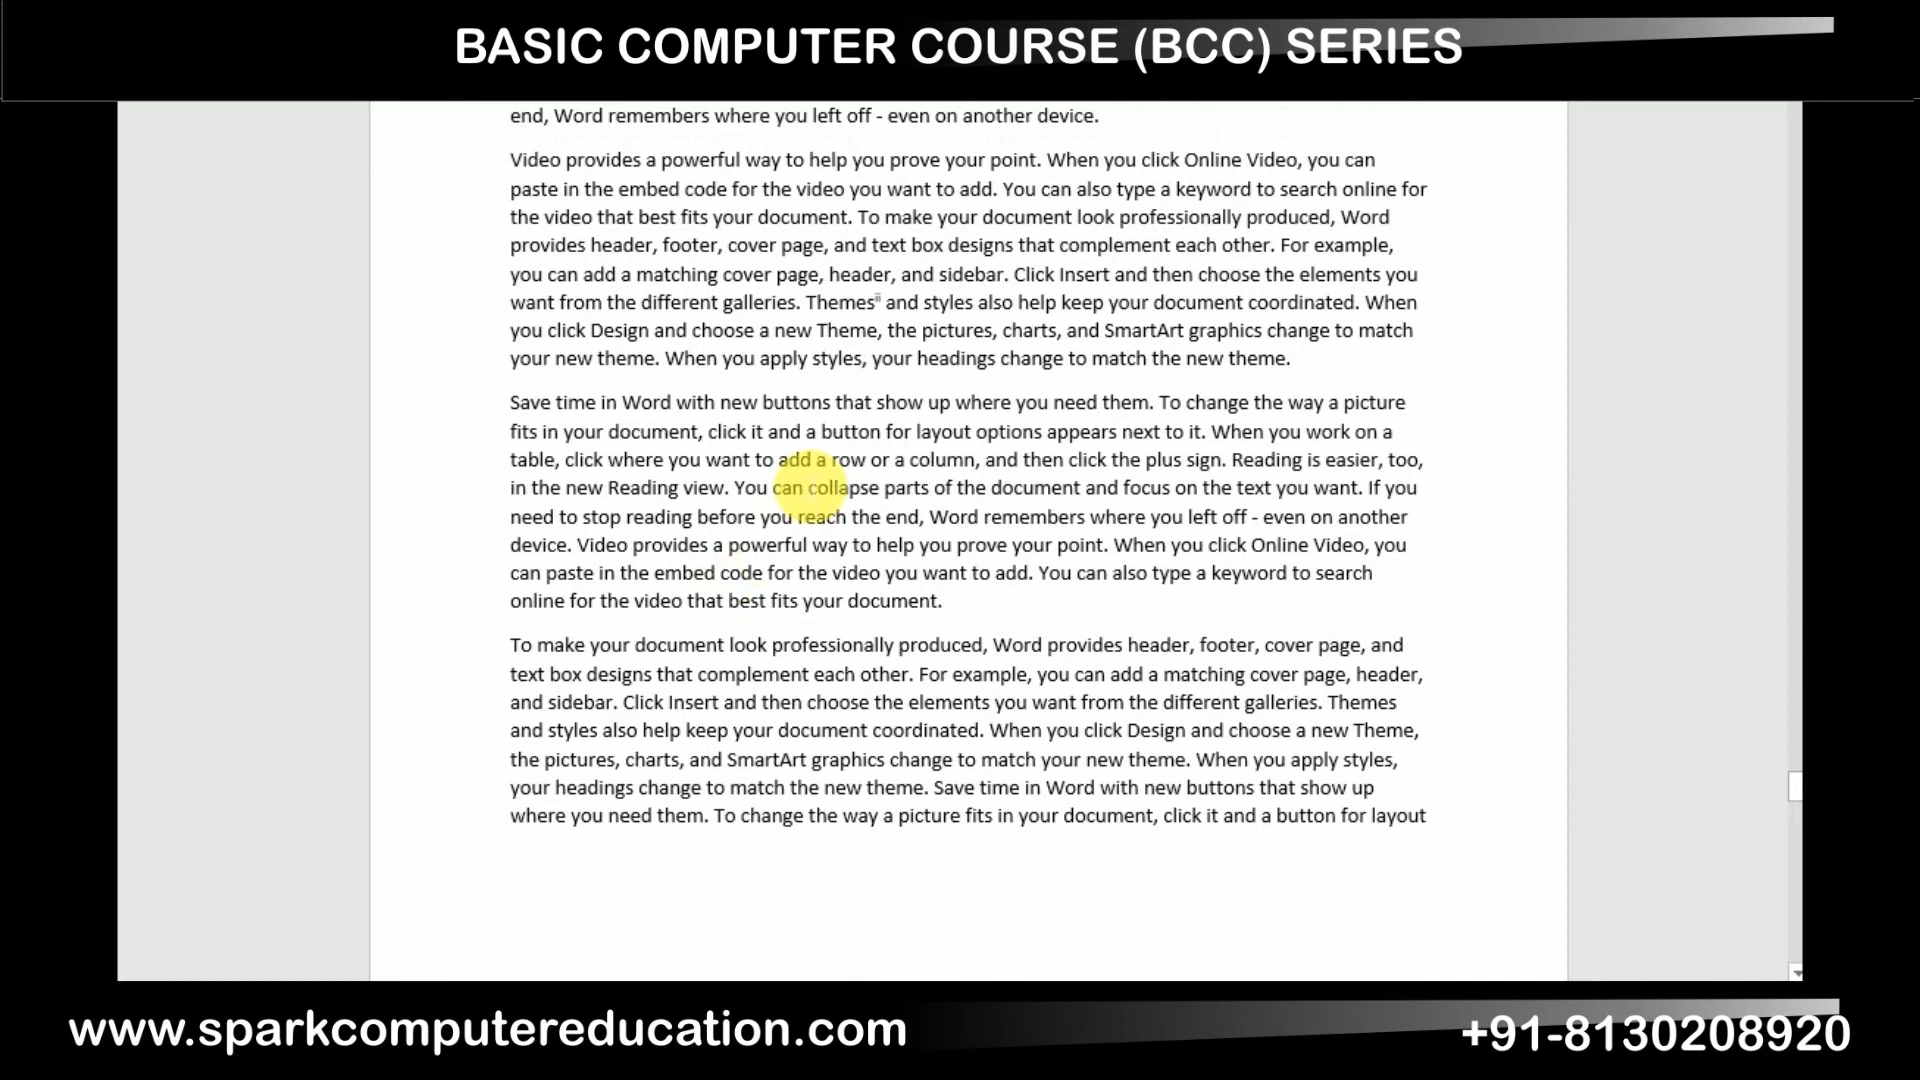 BASIC COMPUTER COURSE (BCC) SERIES
end, Word remembers where you left off - even on another device.
Video provides a powerful way to help you prove your point. When you click Online Video, you can
paste in the embed code for the video you want to add. You can also type a keyword to search online for
the video that best fits your document. To make your document look professionally produced, Word
provides header, footer, cover page, and text box designs that complement each other. For example,
you can add a matching cover page, header, and sidebar. Click Insert and then choose the elements you
want from the different galleries. Themesⁱⁱ and styles also help keep your document coordinated. When
you click Design and choose a new Theme, the pictures, charts, and SmartArt graphics change to match
your new theme. When you apply styles, your headings change to match the new theme.
Save time in Word with new buttons that show up where you need them. To change the way a picture
fits in your document, click it and a button for layout options appears next to it. When you work on a
table, click where you want to add a row or a column, and then click the plus sign. Reading is easier, too,
in the new Reading view. You can collapse parts of the document and focus on the text you want. If you
need to stop reading before you reach the end, Word remembers where you left off - even on another
device. Video provides a powerful way to help you prove your point. When you click Online Video, you
can paste in the embed code for the video you want to add. You can also type a keyword to search
online for the video that best fits your document.
To make your document look professionally produced, Word provides header, footer, cover page, and
text box designs that complement each other. For example, you can add a matching cover page, header,
and sidebar. Click Insert and then choose the elements you want from the different galleries. Themes
and styles also help keep your document coordinated. When you click Design and choose a new Theme,
the pictures, charts, and SmartArt graphics change to match your new theme. When you apply styles,
your headings change to match the new theme. Save time in Word with new buttons that show up
where you need them. To change the way a picture fits in your document, click it and a button for layout
www.sparkcomputereducation.com
+91-8130208920